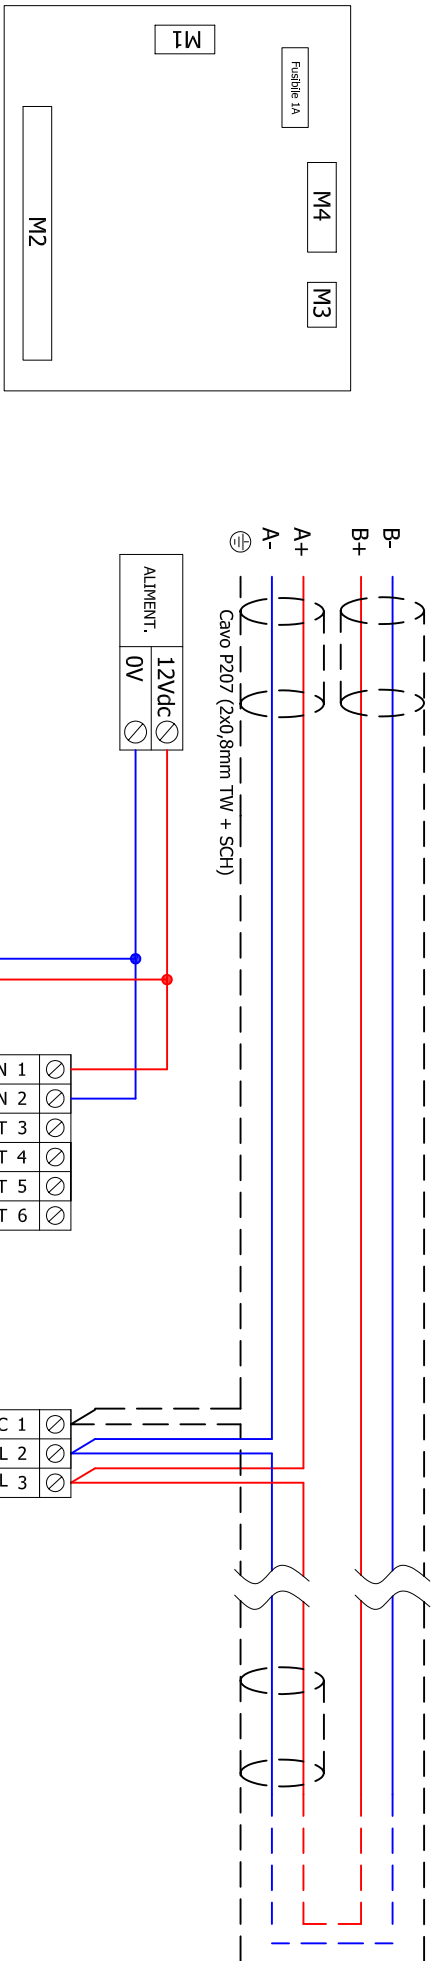 M1
Fusibile 1A
M4
M3
M2
B-
B+
A+
A-
Cavo P207 (2x0,8mm TW + SCH)
ALIMENT.
12Vdc
0V
N 1
N 2
T 3
T 4
T 5
T 6
C 1
L 2
L 3